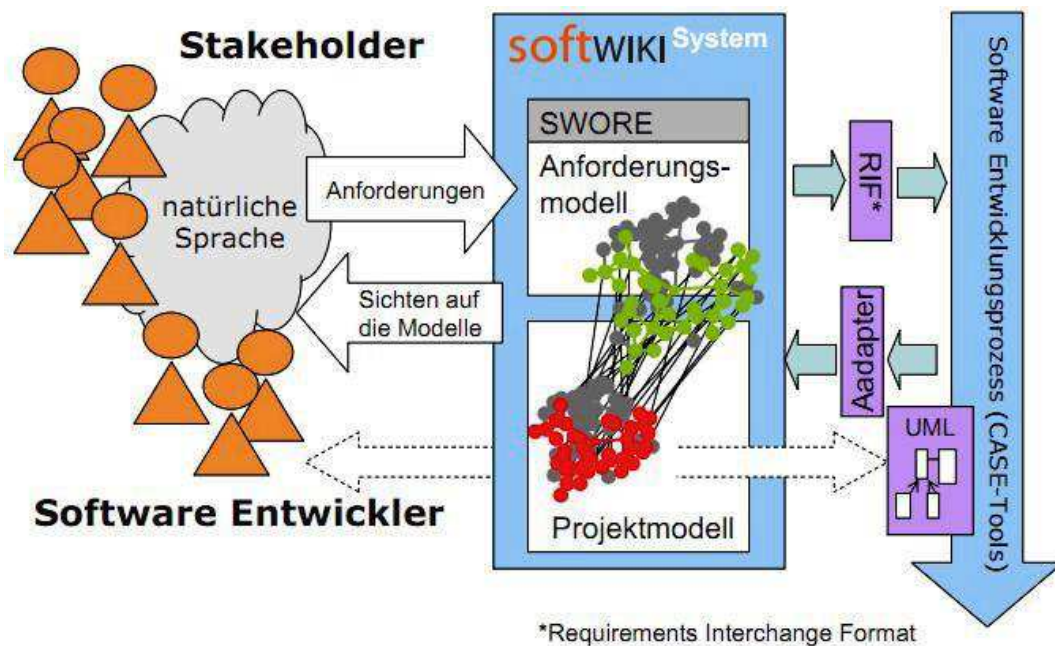 Stakeholder
natürliche
Sprache
Software Entwickler
Anforderungen
Sichten auf
die Modelle
softWIKI System
SWORE
Anforderungs-
modell
Projektmodell
RIF*
Aadapter
UML
Software Entwicklungsprozess (CASE-Tools)
*Requirements Interchange Format